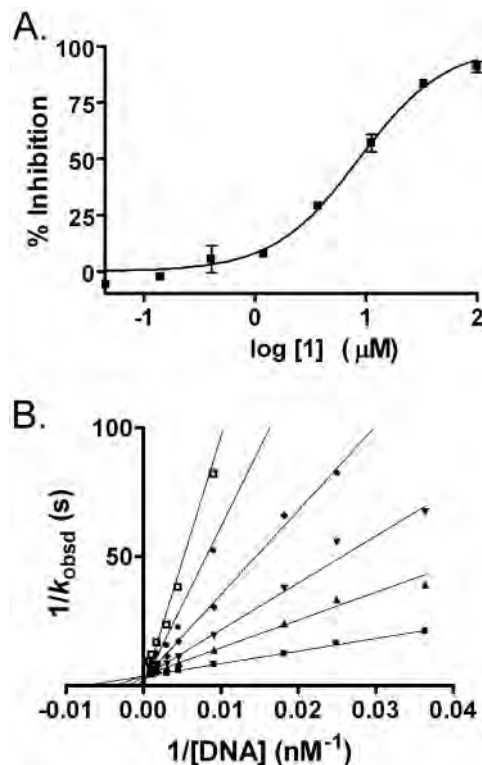 A.
100
75
50
25
0
% Inhibition
-1 0 1 2
log [1] (μM)
B.
100
50
1/kobsd (s)
-0.01 0.00 0.01 0.02 0.03 0.04
1/[DNA] (nM⁻¹)